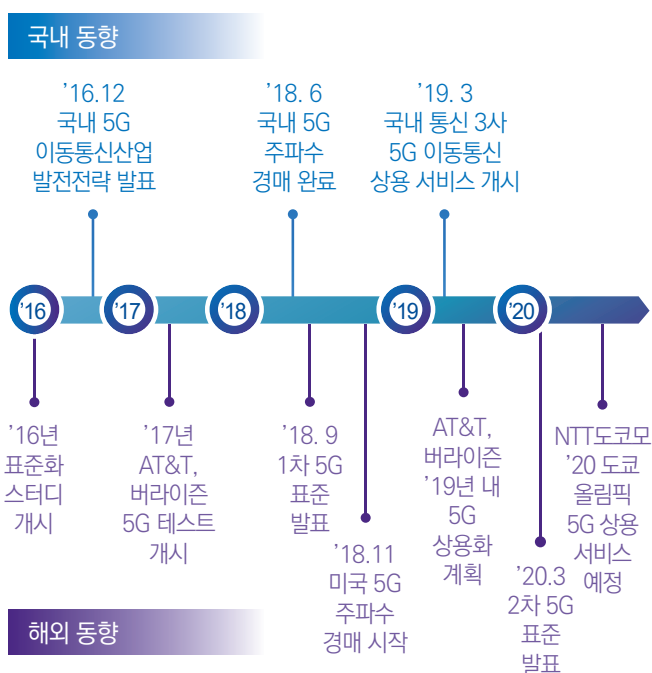 국내 동향
’16.12
국내 5G
이동통신산업
발전전략 발표
’18. 6
국내 5G
주파수
경매 완료
’19. 3
국내 통신 3사
5G 이동통신
상용 서비스 개시
’16
’17
’18
’19
’20
’16년
표준화
스터디
개시
’17년
AT&T,
버라이즌
5G 테스트
개시
’18. 9
1차 5G
표준
발표
’18.11
미국 5G
주파수
경매 시작
AT&T,
버라이즌
’19년 내
5G
상용화
계획
’20.3
2차 5G
표준
발표
NTT도코모
’20 도쿄
올림픽
5G 상용
서비스
예정
해외 동향